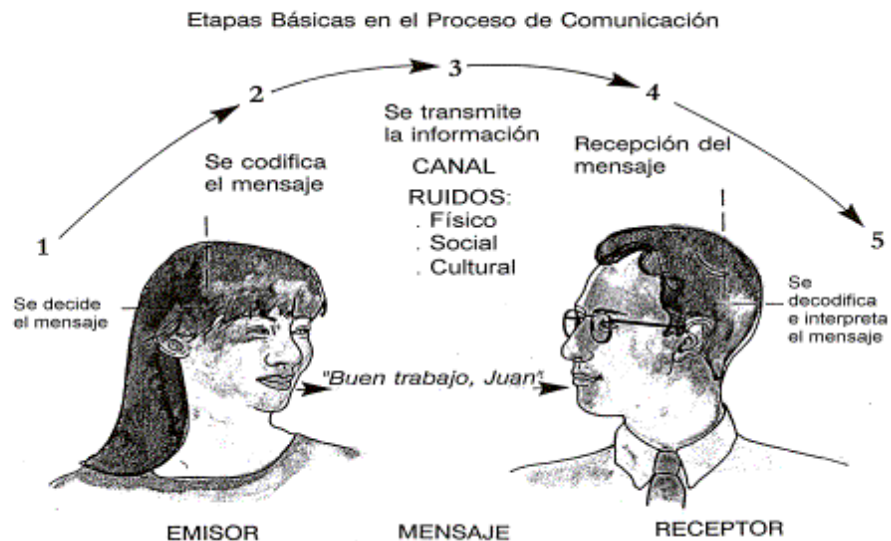 Etapas Básicas en el Proceso de Comunicación
1
Se decide
el mensaje
2
Se codifica
el mensaje
3
Se transmite
la información
CANAL
RUIDOS:
. Físico
. Social
. Cultural
4
Recepción del
mensaje
5
Se
decodifica
e interpreta
el mensaje
"Buen trabajo, Juan"
EMISOR
MENSAJE
RECEPTOR